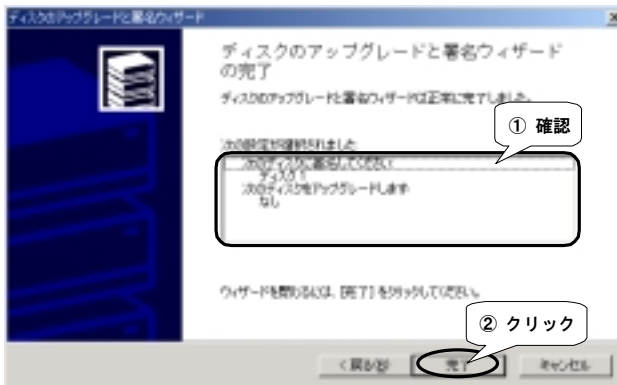 ディスクのアップグレードと署名ウィザード
ディスクのアップグレードと署名ウィザード
の完了
ディスクのアップグレードと署名ウィザードは正常に完了しました。
① 確認
次の設定が選択されました:
次のディスクに署名してください:
ディスク 1
次のディスクをアップグレードします:
なし
ウィザードを閉じるには、[完了] をクリックしてください。
② クリック
< 戻る(B)
完了
キャンセル